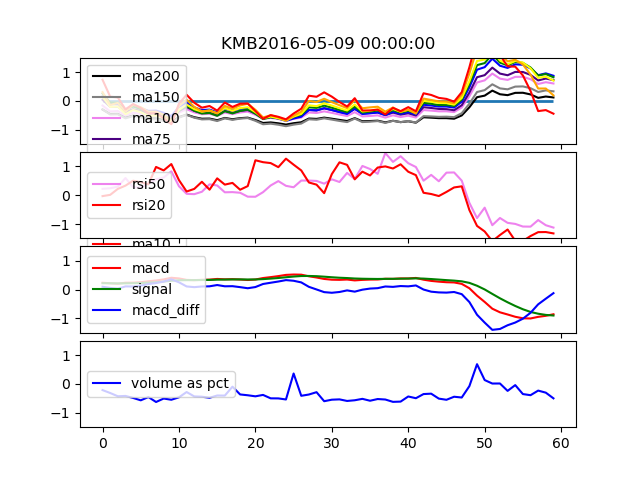 KMB2016-05-09 00:00:00
1
0
−1
ma200
ma150
ma100
ma75
1
0
−1
rsi50
rsi20
ma10
1
0
−1
macd
signal
macd_diff
1
0
−1
volume as pct
0 10 20 30 40 50 60